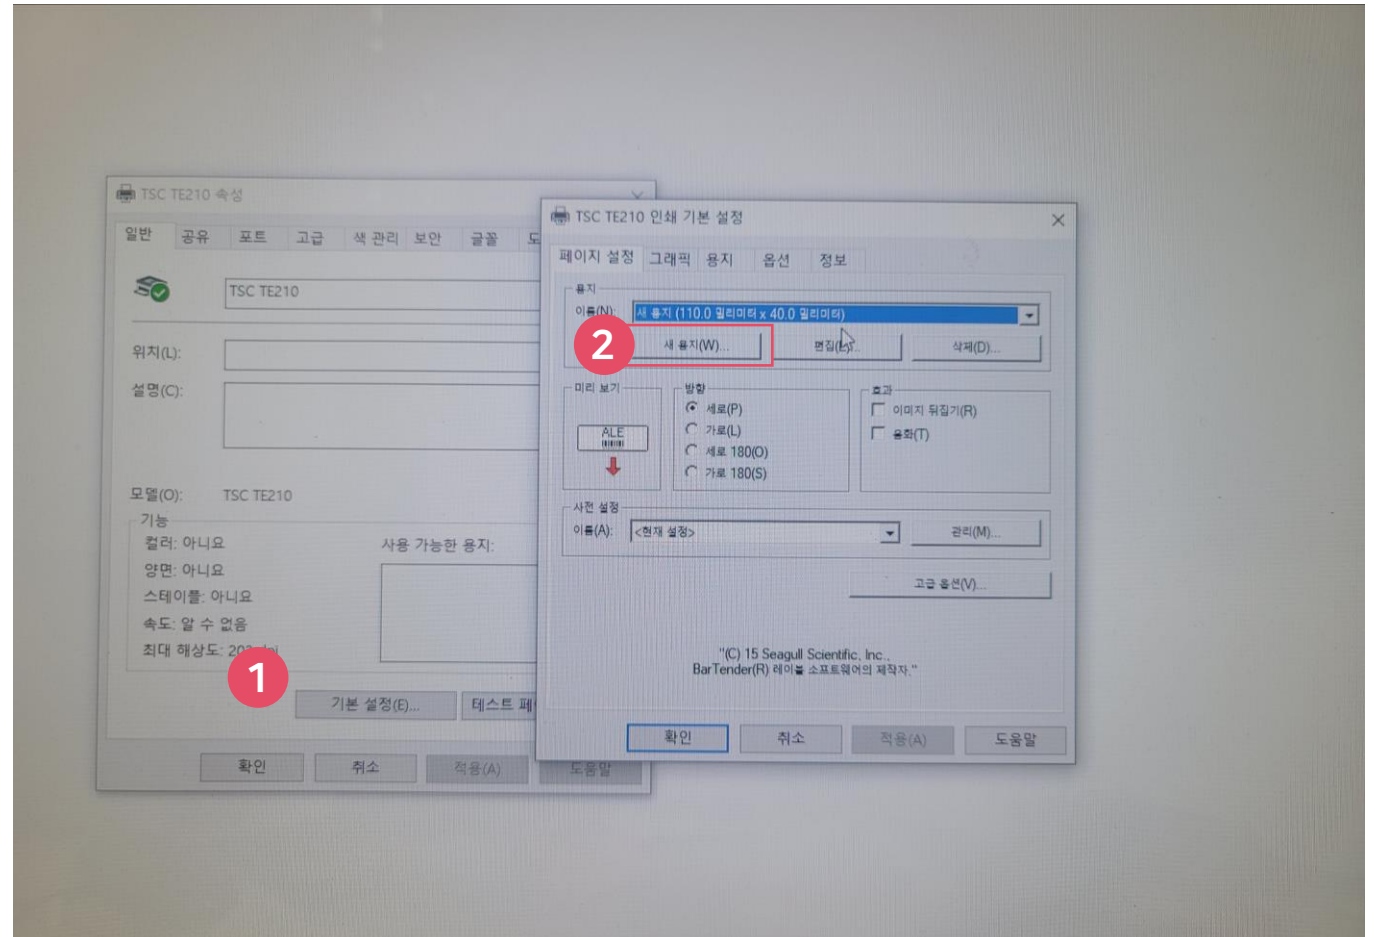 TSC TE210 속성
일반 공유 포트 고급 색 관리 보안 글꼴
TSC TE210
위치(L):
설명(C):
모델(O): TSC TE210
기능
컬러: 아니요
양면: 아니요
스테이플: 아니요
속도: 알 수 없음
최대 해상도:
사용 가능한 용지:
1
기본 설정(E)...
테스트
확인 취소 적용(A) 도움말
TSC TE210 인쇄 기본 설정
페이지 설정 그래픽 용지 옵션 정보
용지
이름(N): 새 용지 (110.0 밀리미터 x 40.0 밀리미터)
2
새 용지(W)... 편집 삭제(D)...
미리 보기
ALE
방향
세로(P)
가로(L)
세로 180(O)
가로 180(S)
효과
이미지 뒤집기(R)
음화(T)
사전 설정
이름(A): <현재 설정> 관리(M)...
고급 옵션(V)...
"(C) 15 Seagull Scientific, Inc.,
BarTender(R) 레이블 소프트웨어의 제작자."
확인 취소 적용(A) 도움말